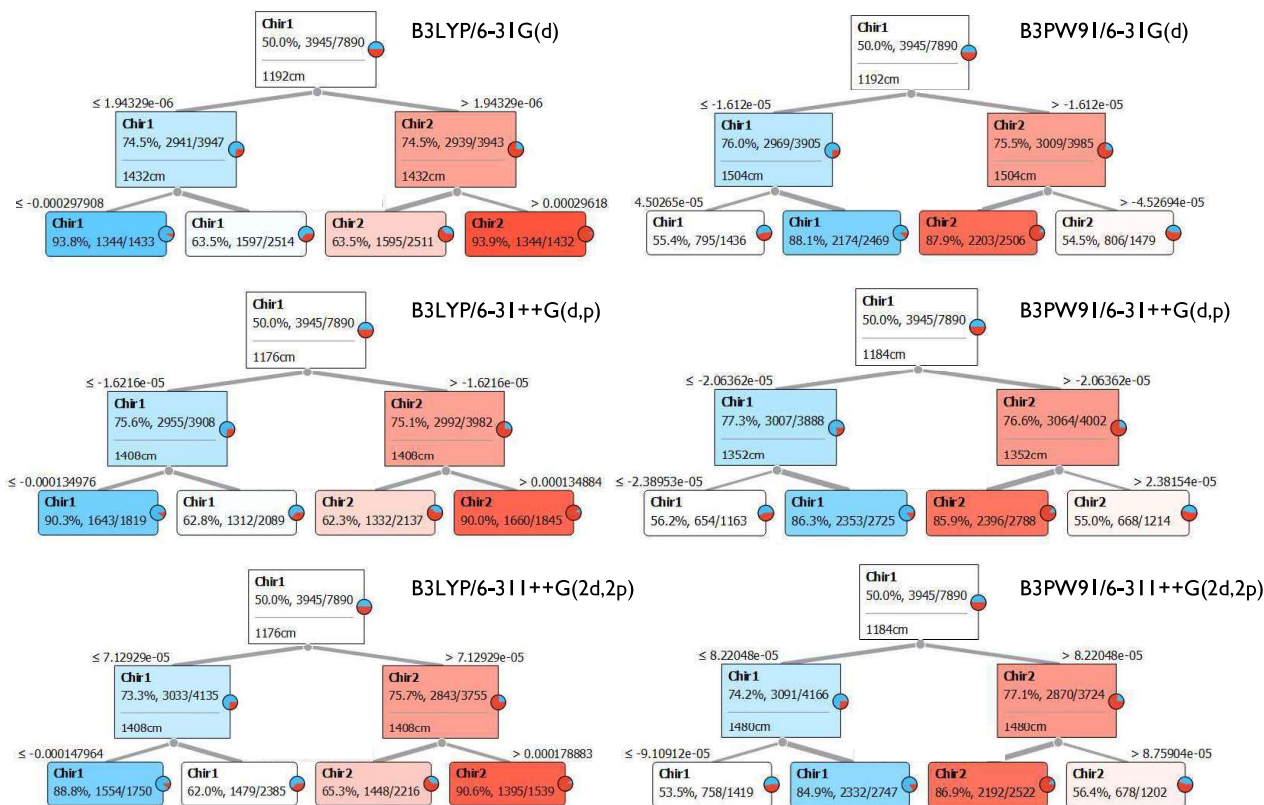 B3LYP/6-31G(d)
Chir1
50.0%, 3945/7890
1192cm
≤ 1.94329e-06
> 1.94329e-06
Chir1
74.5%, 2941/3947
1432cm
Chir2
74.5%, 2939/3943
1432cm
≤ -0.000297908
> 0.00029618
Chir1
93.8%, 1344/1433
Chir1
63.5%, 1597/2514
Chir2
63.5%, 1595/2511
Chir2
93.9%, 1344/1432
B3PW91/6-31G(d)
Chir1
50.0%, 3945/7890
1192cm
≤ -1.612e-05
> -1.612e-05
Chir1
76.0%, 2969/3905
1504cm
Chir2
75.5%, 3009/3985
1504cm
4.50265e-05
> -4.52694e-05
Chir1
55.4%, 795/1436
Chir1
88.1%, 2174/2469
Chir2
87.9%, 2203/2506
Chir2
54.5%, 806/1479
B3LYP/6-31++G(d,p)
Chir1
50.0%, 3945/7890
1176cm
≤ -1.6216e-05
> -1.6216e-05
Chir1
75.6%, 2955/3908
1408cm
Chir2
75.1%, 2992/3982
1408cm
≤ -0.000134976
> 0.000134884
Chir1
90.3%, 1643/1819
Chir1
62.8%, 1312/2089
Chir2
62.3%, 1332/2137
Chir2
90.0%, 1660/1845
B3PW91/6-31++G(d,p)
Chir1
50.0%, 3945/7890
1184cm
≤ -2.06362e-05
> -2.06362e-05
Chir1
77.3%, 3007/3888
1352cm
Chir2
76.6%, 3064/4002
1352cm
≤ -2.38953e-05
> 2.38154e-05
Chir1
56.2%, 654/1163
Chir1
86.3%, 2353/2725
Chir2
85.9%, 2396/2788
Chir2
55.0%, 668/1214
B3LYP/6-311++G(2d,2p)
Chir1
50.0%, 3945/7890
1176cm
≤ 7.12929e-05
> 7.12929e-05
Chir1
73.3%, 3033/4135
1408cm
Chir2
75.7%, 2843/3755
1408cm
≤ -0.000147964
> 0.000178883
Chir1
88.8%, 1554/1750
Chir1
62.0%, 1479/2385
Chir2
65.3%, 1448/2216
Chir2
90.6%, 1395/1539
B3PW91/6-311++G(2d,2p)
Chir1
50.0%, 3945/7890
1184cm
≤ 8.22048e-05
> 8.22048e-05
Chir1
74.2%, 3091/4166
1480cm
Chir2
77.1%, 2870/3724
1480cm
≤ -9.10912e-05
> 8.75904e-05
Chir1
53.5%, 758/1419
Chir1
84.9%, 2332/2747
Chir2
86.9%, 2192/2522
Chir2
56.4%, 678/1202